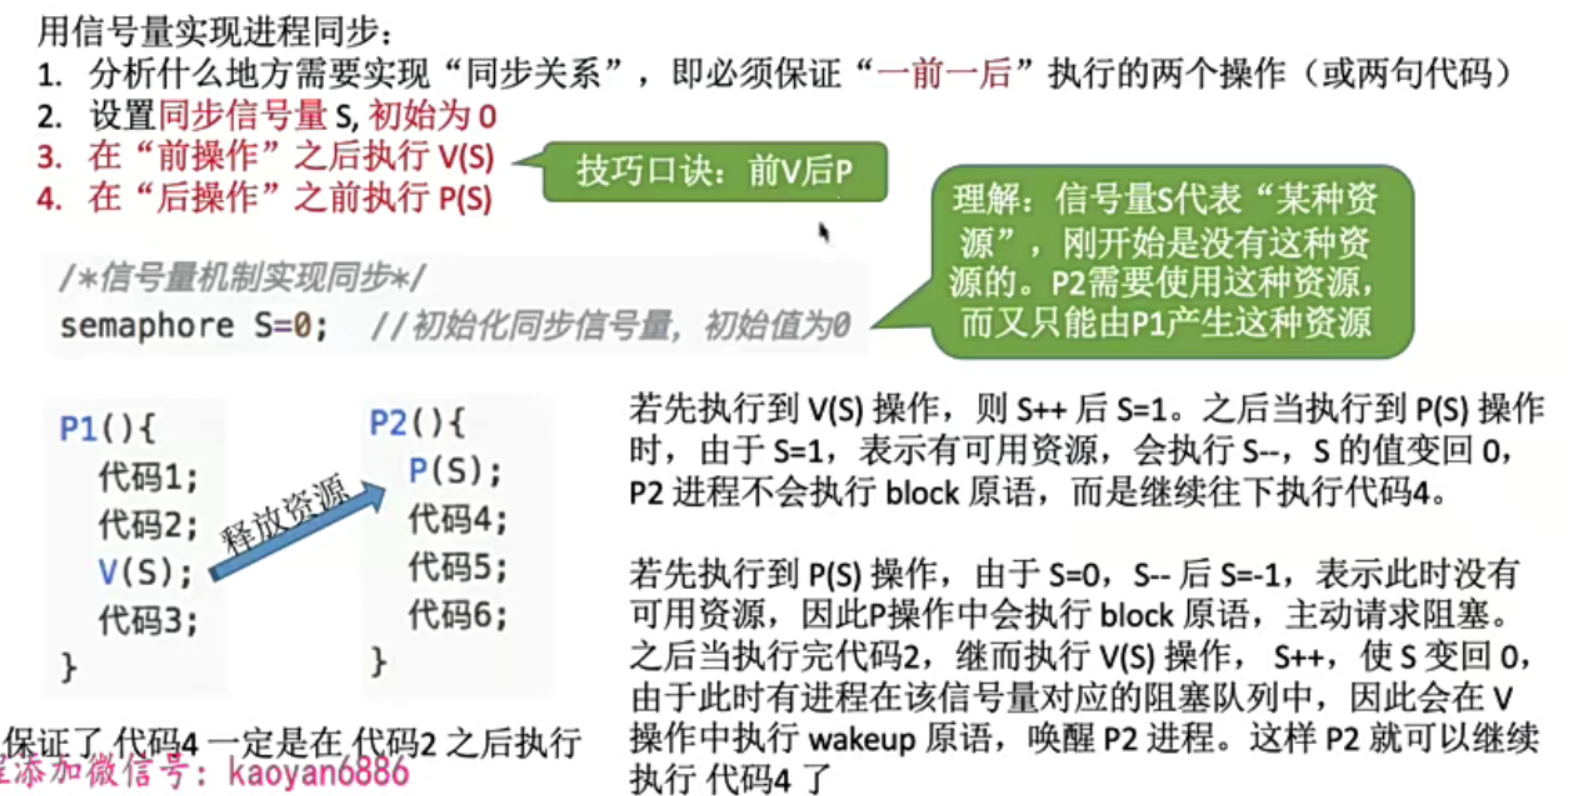 用信号量实现进程同步：
1. 分析什么地方需要实现“同步关系”，即必须保证“一前一后”执行的两个操作（或两句代码）
2. 设置同步信号量 S, 初始为 0
3. 在“前操作”之后执行 V(S)
4. 在“后操作”之前执行 P(S)
技巧口诀：前V后P
理解：信号量S代表“某种资
源”，刚开始是没有这种资
源的。P2需要使用这种资源，
而又只能由P1产生这种资源
/*信号量机制实现同步*/
semaphore S=0; //初始化同步信号量，初始值为0
P1(){
代码1;
代码2;
V(S);
代码3;
}
释放资源
P2(){
P(S);
代码4;
代码5;
代码6;
}
若先执行到 V(S) 操作，则 S++ 后 S=1。之后当执行到 P(S) 操作
时，由于 S=1，表示有可用资源，会执行 S--，S 的值变回 0，
P2 进程不会执行 block 原语，而是继续往下执行代码4。
若先执行到 P(S) 操作，由于 S=0，S-- 后 S=-1，表示此时没有
可用资源，因此P操作中会执行 block 原语，主动请求阻塞。
之后当执行完代码2，继而执行 V(S) 操作， S++，使 S 变回 0，
由于此时有进程在该信号量对应的阻塞队列中，因此会在 V
操作中执行 wakeup 原语，唤醒 P2 进程。这样 P2 就可以继续
执行 代码4 了
保证了 代码4 一定是在 代码2 之后执行
添加微信号：kaoyan6886